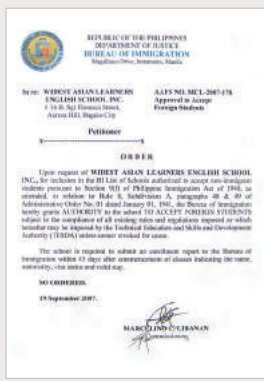 REPUBLIC OF THE PHILIPPINES
DEPARTMENT OF JUSTICE
BUREAU OF IMMIGRATION
Magallanes Drive, Intramuros, Manila
In re: WIDEST ASIAN LEARNERS
ENGLISH SCHOOL INC.
Aurora Hill, Baguio City
Petitioner
x-------------------------x
AAFS NO. MCL-2007-176
Approval to Accept
Foreign Students
ORDER
Upon request of WIDEST ASIAN LEARNERS ENGLISH SCHOOL
INC., for inclusion in the BI List of Schools authorized to accept non-immigrant
students pursuant to Section 9(f) of Philippine Immigration Act of 1940, as
amended, in relation to Rule 8, Subdivision A, paragraphs 48 & 49 of
Administrative Order No. 01 dated January 01, 1941, the Bureau of Immigration
hereby grants AUTHORITY to the school TO ACCEPT FOREIGN STUDENTS
subject to the compliance of all existing rules and regulations imposed or which
hereafter may be imposed by the Technical Education and Skills and Development
Authority (TESDA) unless sooner revoked for cause.
The school is required to submit an enrollment report to the Bureau of
Immigration within 45 days after commencement of classes indicating the name,
nationality, visa status and valid stay.
SO ORDERED.
19 September 2007.
MARCELINO C. LIBANAN